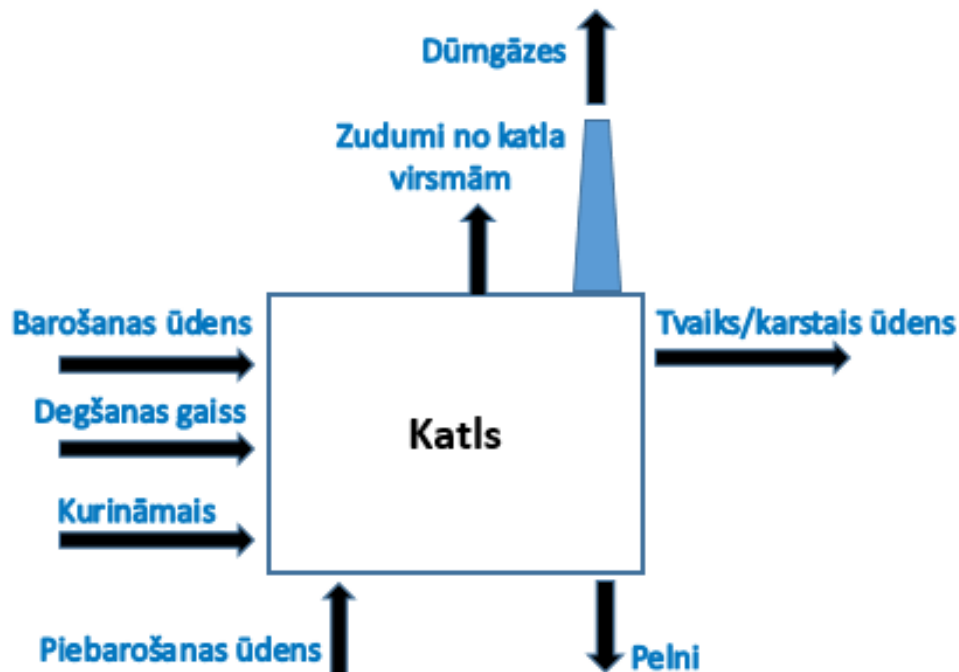 Dūmgāzes
Zudumi no katla
virsmām
Barošanas ūdens
Tvaiks/karstais ūdens
Degšanas gaiss
Katls
Kurināmais
Piebarošanas ūdens
Pelni